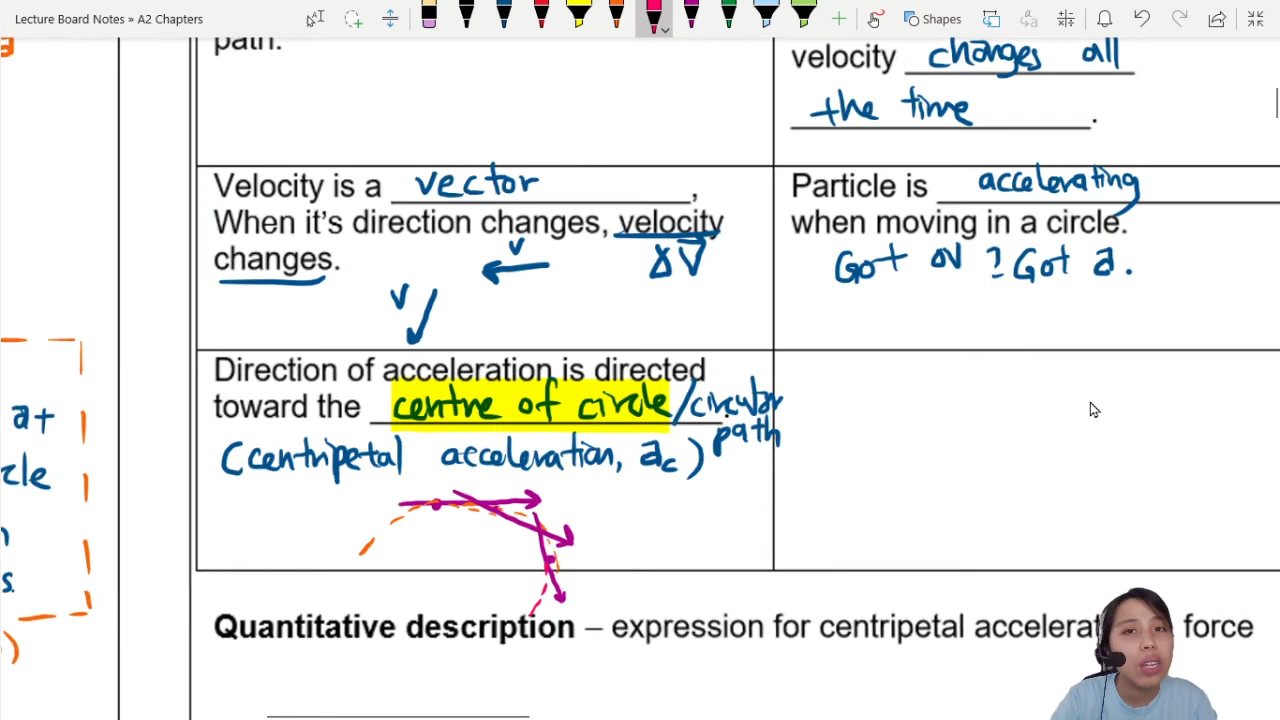 Lecture Board Notes » A2 Chapters
Shapes
path.
velocity changes all
the time.
Velocity is a vector,
When it's direction changes, velocity
changes.
v
Δv
v
Particle is accelerating
when moving in a circle.
Got Δv ? Got a.
Direction of acceleration is directed
toward the centre of circle/circular
path
(centripetal acceleration, ac)
at
cle
s.
)
Quantitative description – expression for centripetal accelerat force